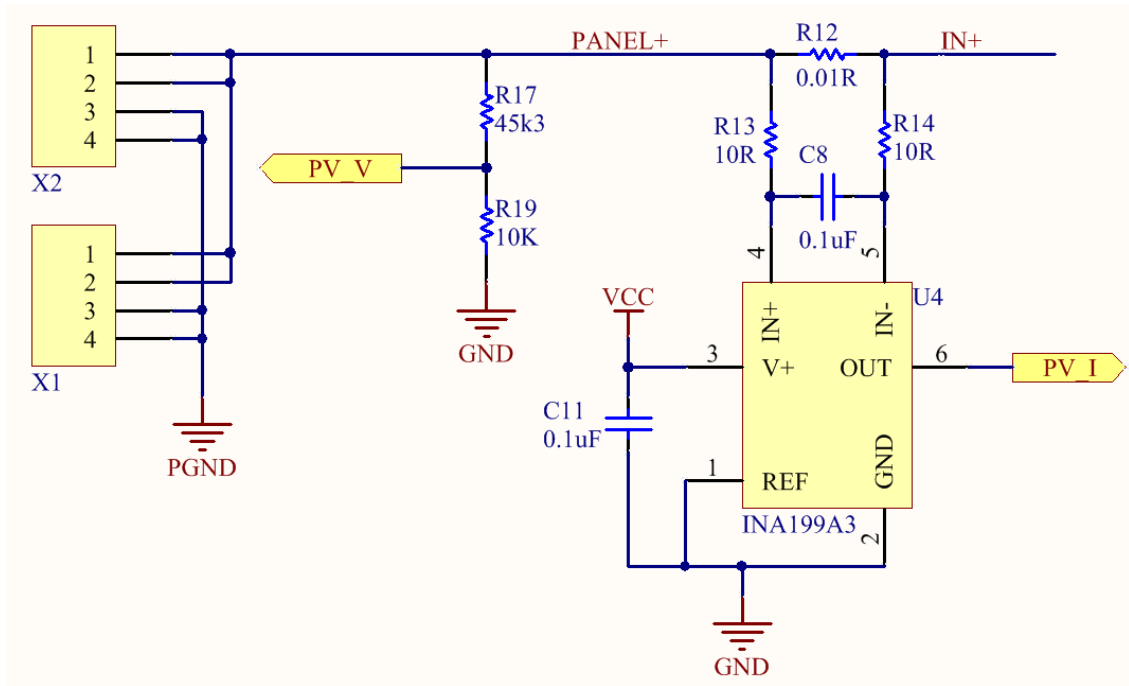 1
2
3
4
X2
1
2
3
4
X1
PGND
PANEL+
R12
0.01R
IN+
R17
45k3
PV_V
R19
10K
GND
R13
10R
R14
10R
C8
0.1uF
4
5
VCC
U4
IN+
IN-
3
V+
OUT
6
PV_I
C11
0.1uF
1
REF
GND
INA199A3
2
GND